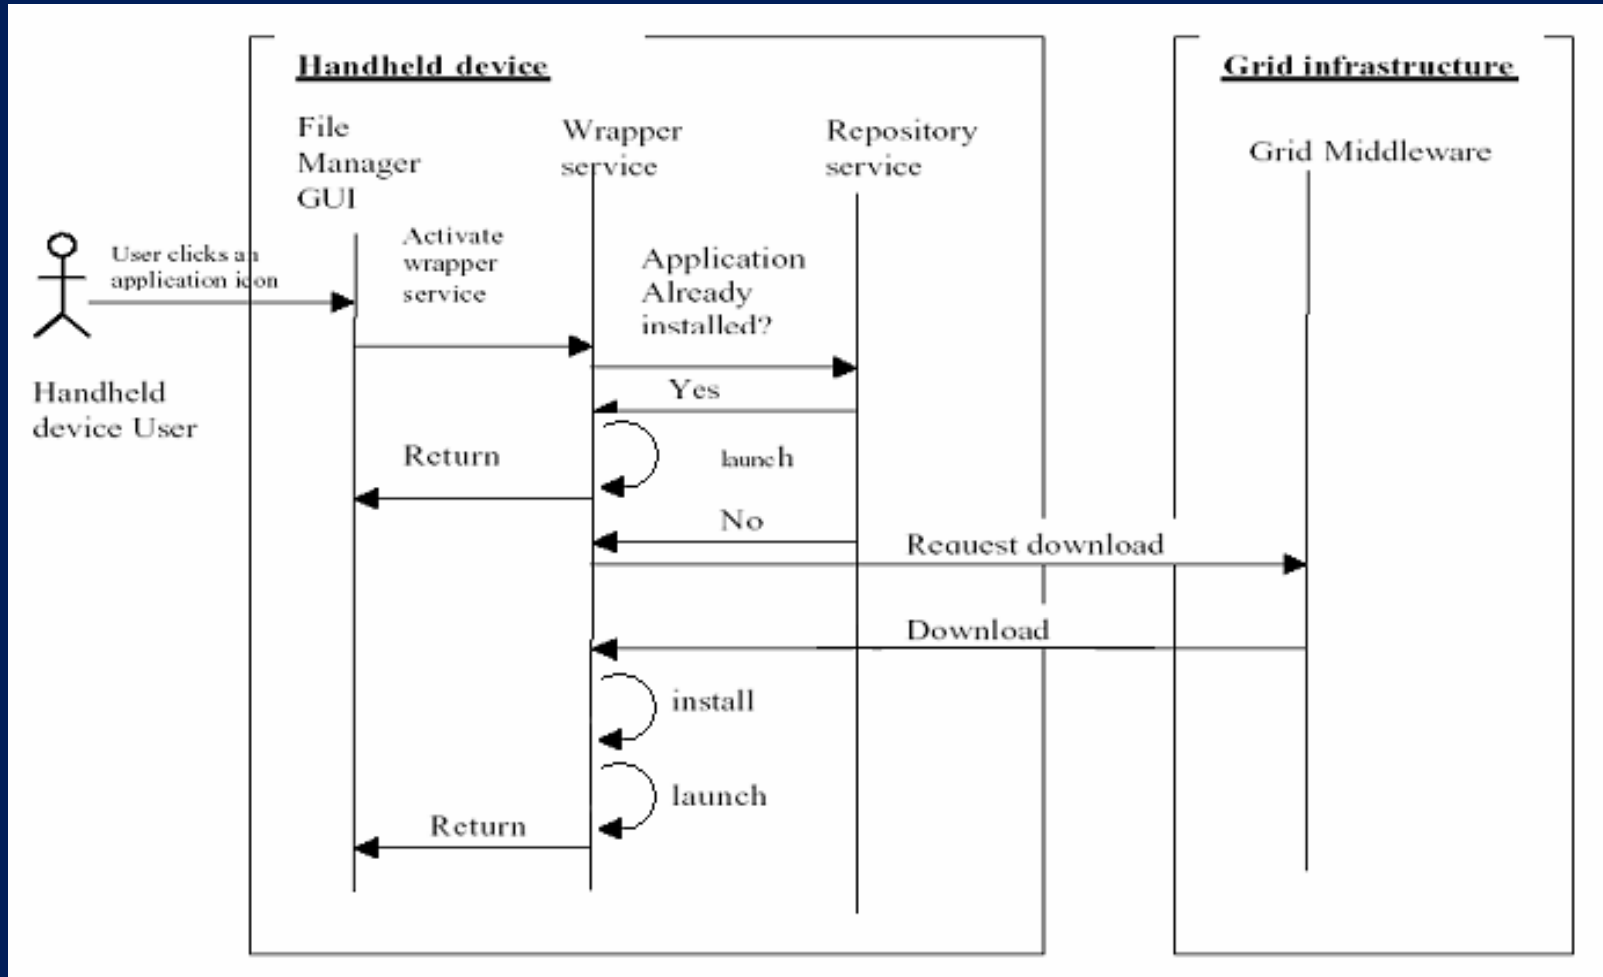 Handheld device
Grid infrastructure
File
Manager
GUI
Wrapper
service
Repository
service
Grid Middleware
User clicks an
application icon
Activate
wrapper
service
Application
Already
installed?
Handheld
device User
Yes
Return
launch
No
Request download
Download
install
launch
Return